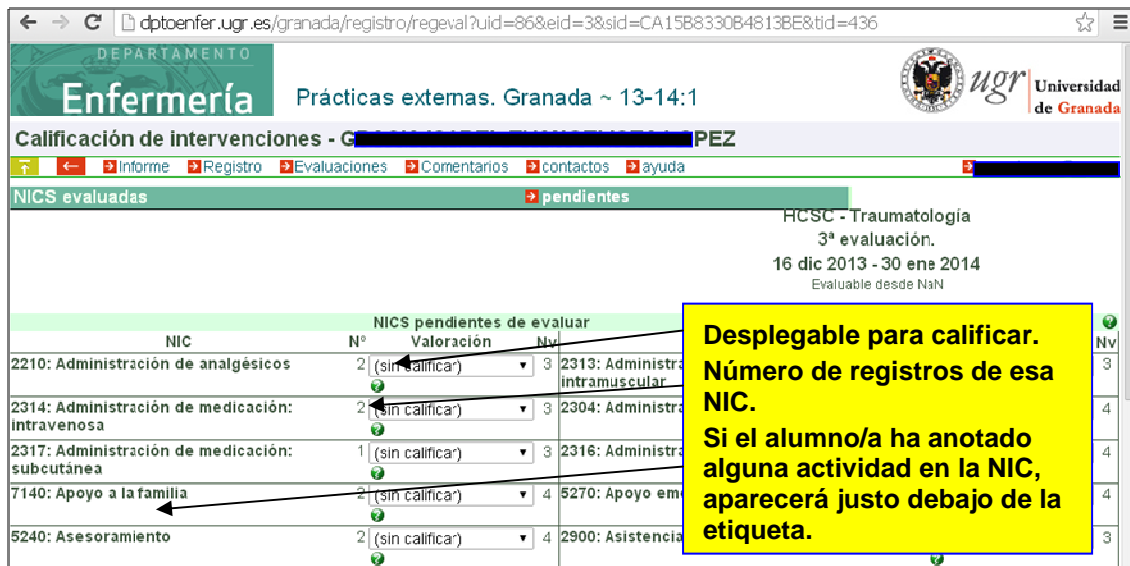 dptoenfer.ugr.es/granada/registro/regeval?uid=86&eid=3&sid=CA15B8330B4813BE&tid=436
DEPARTAMENTO
Enfermería
Prácticas externas. Granada ~ 13-14:1
ugr
Universidad
de Granada
Calificación de intervenciones - G PEZ
Informe Registro Evaluaciones Comentarios contactos ayuda
NICS evaluadas pendientes
HCSC - Traumatología
3ª evaluación.
16 dic 2013 - 30 ene 2014
Evaluable desde NaN
NICS pendientes de evaluar
NIC Nº Valoración Nv Nv
2210: Administración de analgésicos 2 (sin calificar) 3 2313: Administra 3
intramuscular
2314: Administración de medicación: 2 (sin calificar) 3 2304: Administra 4
intravenosa
2317: Administración de medicación: 1 (sin calificar) 3 2316: Administra 4
subcutánea
7140: Apoyo a la familia 2 (sin calificar) 4 5270: Apoyo em 4
5240: Asesoramiento 2 (sin calificar) 4 2900: Asistencia 3
Desplegable para calificar.
Número de registros de esa
NIC.
Si el alumno/a ha anotado
alguna actividad en la NIC,
aparecerá justo debajo de la
etiqueta.